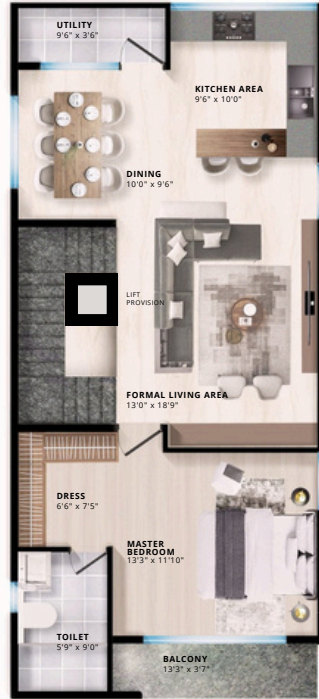 UTILITY
9'6" x 3'6"
KITCHEN AREA
9'6" x 10'0"
DINING
10'0" x 9'6"
LIFT
PROVISION
FORMAL LIVING AREA
13'0" x 18'9"
DRESS
6'6" x 7'5"
MASTER
BEDROOM
13'3" x 11'10"
TOILET
5'9" x 9'0"
BALCONY
13'3" x 3'7"